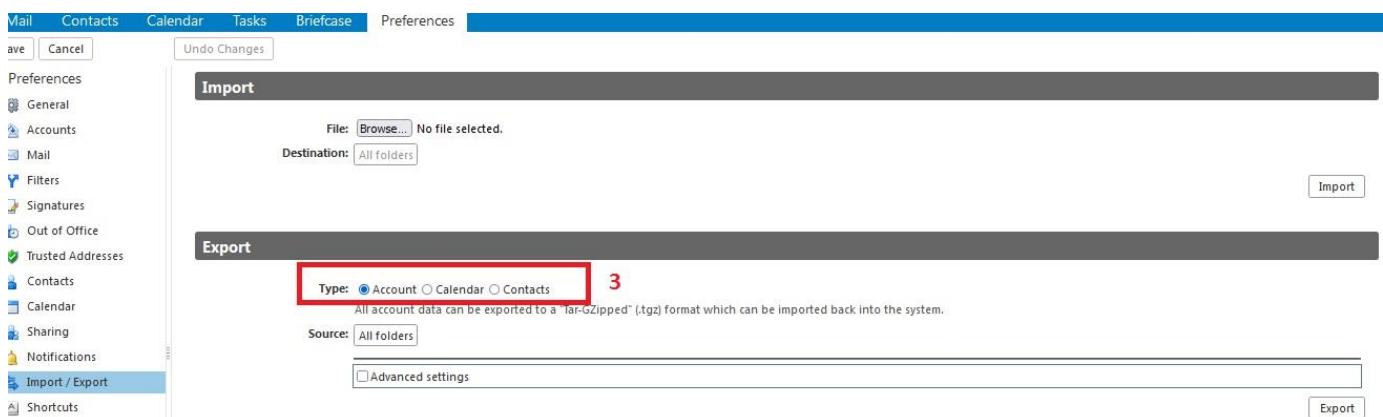 Mail Contacts Calendar Tasks Briefcase Preferences
ave Cancel Undo Changes
Preferences
General
Accounts
Mail
Filters
Signatures
Out of Office
Trusted Addresses
Contacts
Calendar
Sharing
Notifications
Import / Export
Shortcuts
Import
File: Browse... No file selected.
Destination: All folders
Import
Export
Type: Account Calendar Contacts 3
All account data can be exported to a "Tar-GZipped" (.tgz) format which can be imported back into the system.
Source: All folders
Advanced settings
Export